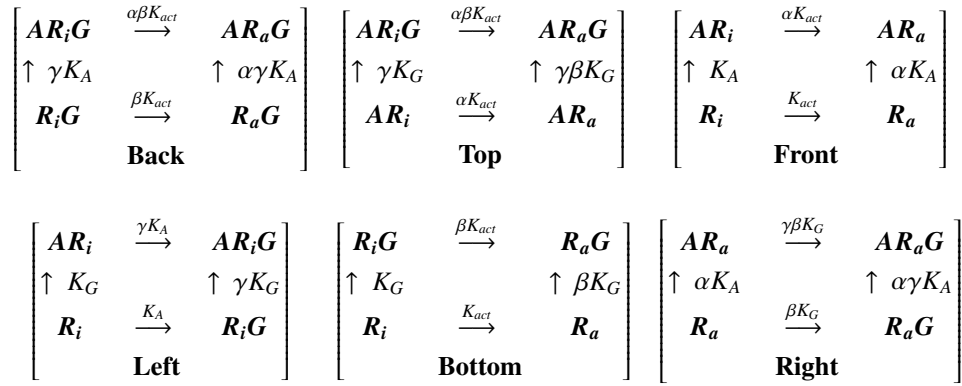 αβK_act αβK_act αK_act
AR_iG ⟶ AR_aG AR_iG ⟶ AR_aG AR_i ⟶ AR_a
↑ γK_A ↑ αγK_A ↑ γK_G ↑ γβK_G ↑ K_A ↑ αK_A
βK_act αK_act K_act
R_iG ⟶ R_aG AR_i ⟶ AR_a R_i ⟶ R_a
Back Top Front
γK_A βK_act γβK_G
AR_i ⟶ AR_iG R_iG ⟶ R_aG AR_a ⟶ AR_aG
↑ K_G ↑ γK_G ↑ K_G ↑ βK_G ↑ αK_A ↑ αγK_A
K_A K_act βK_G
R_i ⟶ R_iG R_i ⟶ R_a R_a ⟶ R_aG
Left Bottom Right